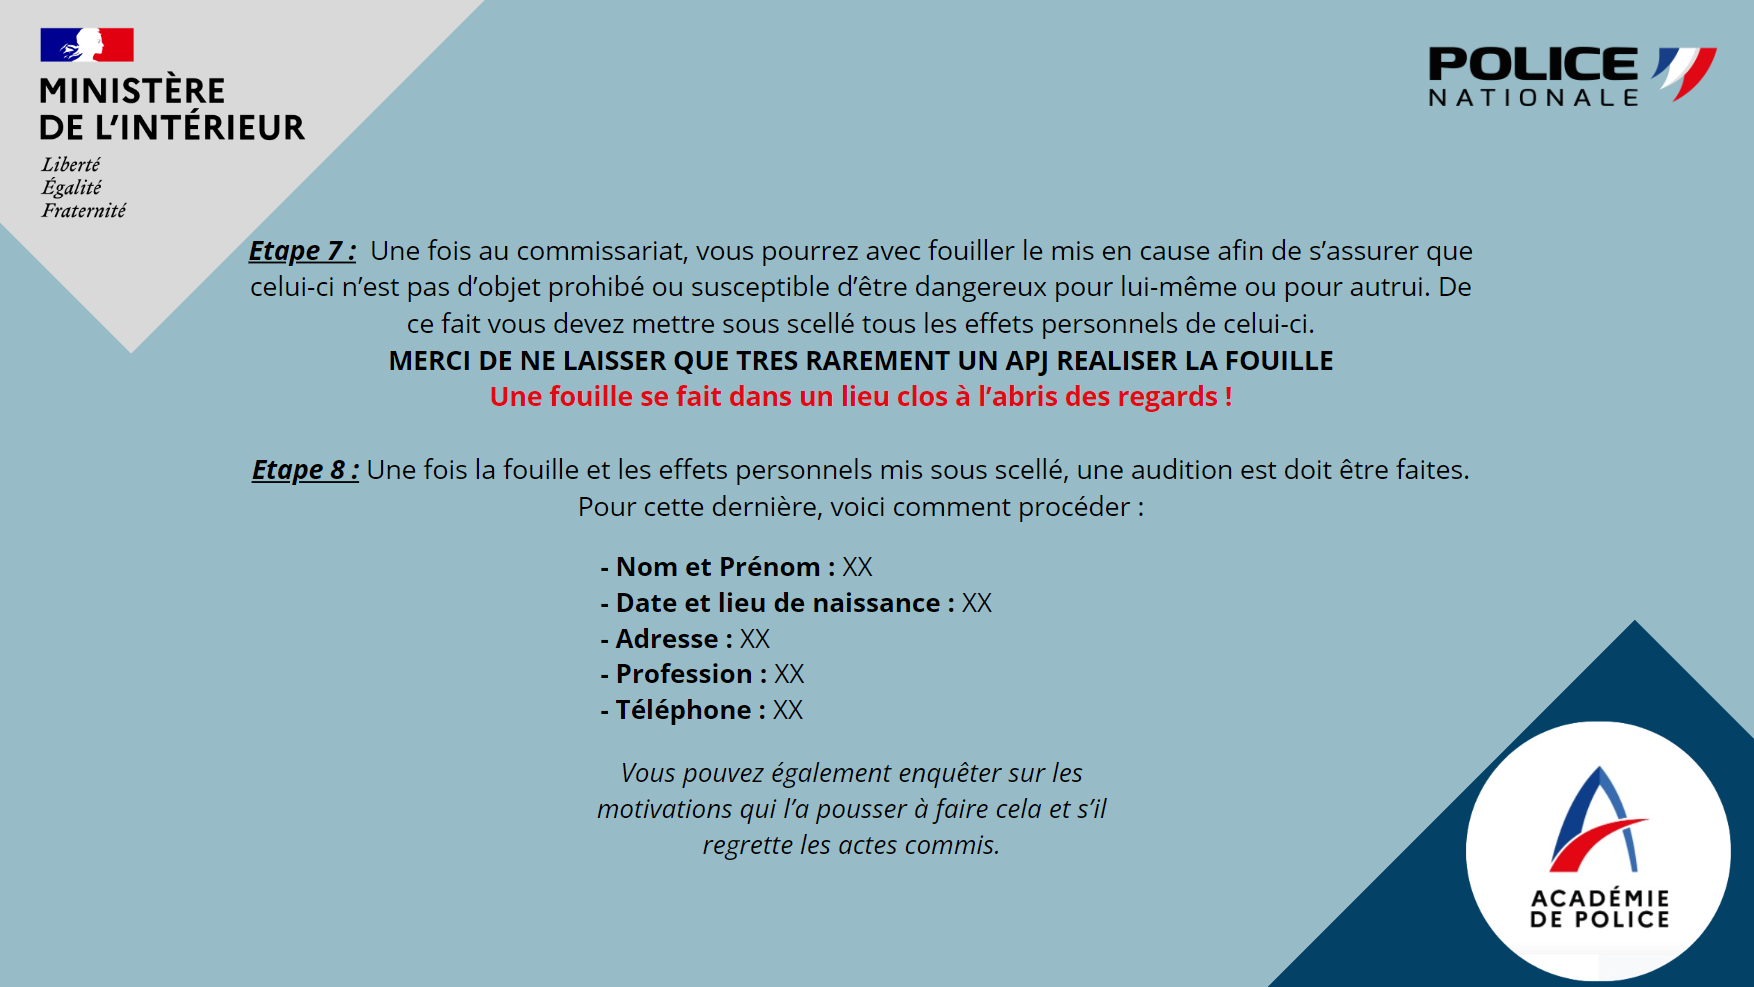 MINISTÈRE
DE L’INTÉRIEUR
Liberté
Égalité
Fraternité
POLICE
NATIONALE
Etape 7 : Une fois au commissariat, vous pourrez avec fouiller le mis en cause afin de s’assurer que
celui-ci n’est pas d’objet prohibé ou susceptible d’être dangereux pour lui-même ou pour autrui. De
ce fait vous devez mettre sous scellé tous les effets personnels de celui-ci.
MERCI DE NE LAISSER QUE TRES RAREMENT UN APJ REALISER LA FOUILLE
Une fouille se fait dans un lieu clos à l’abris des regards !
Etape 8 : Une fois la fouille et les effets personnels mis sous scellé, une audition est doit être faites.
Pour cette dernière, voici comment procéder :
- Nom et Prénom : XX
- Date et lieu de naissance : XX
- Adresse : XX
- Profession : XX
- Téléphone : XX
Vous pouvez également enquêter sur les
motivations qui l’a pousser à faire cela et s’il
regrette les actes commis.
ACADÉMIE
DE POLICE